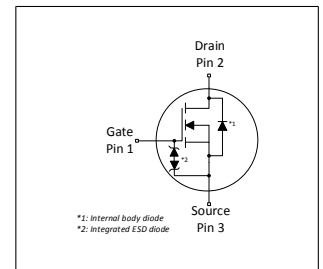 Drain
Pin 2
*1
Gate
Pin 1
*2
Source
Pin 3
*1: Internal body diode
*2: Integrated ESD diode